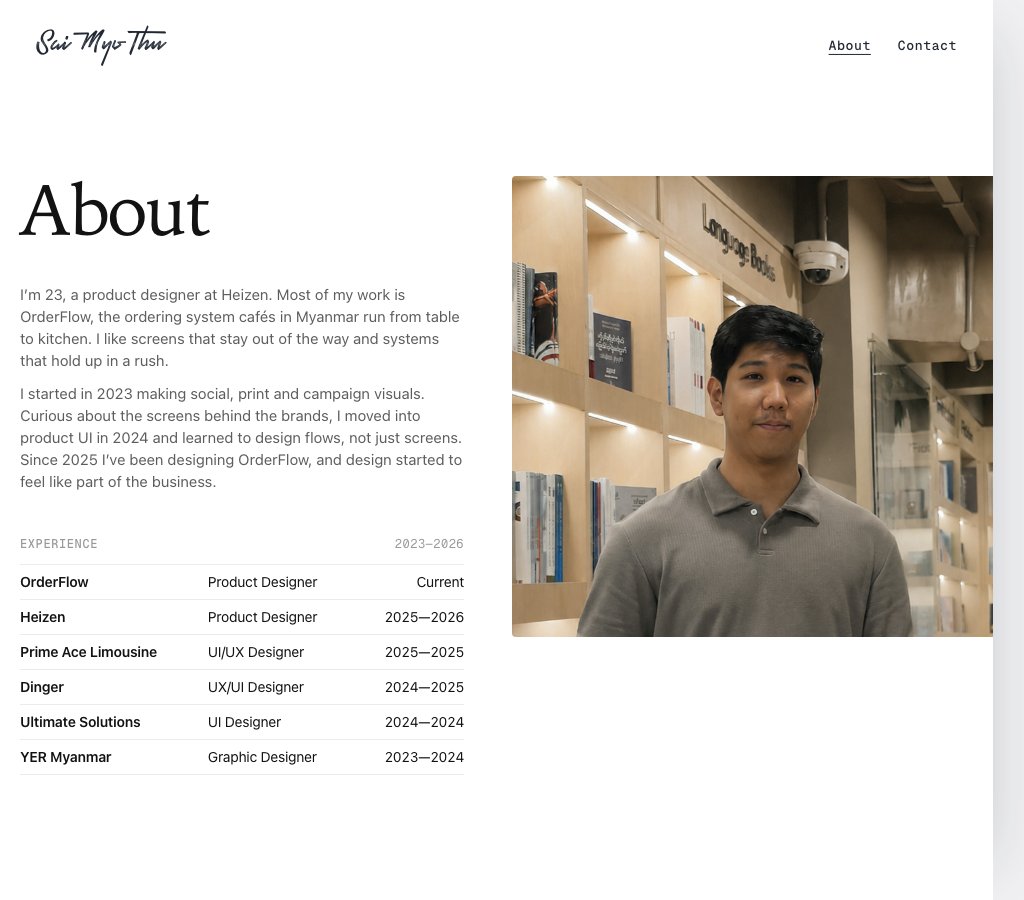 Sai Myo Thu
About Contact
About
I’m 23, a product designer at Heizen. Most of my work is
OrderFlow, the ordering system cafés in Myanmar run from table
to kitchen. I like screens that stay out of the way and systems
that hold up in a rush.
I started in 2023 making social, print and campaign visuals.
Curious about the screens behind the brands, I moved into
product UI in 2024 and learned to design flows, not just screens.
Since 2025 I’ve been designing OrderFlow, and design started to
feel like part of the business.
EXPERIENCE 2023–2026
OrderFlow Product Designer Current
Heizen Product Designer 2025—2026
Prime Ace Limousine UI/UX Designer 2025—2025
Dinger UX/UI Designer 2024—2025
Ultimate Solutions UI Designer 2024—2024
YER Myanmar Graphic Designer 2023—2024
Language Books